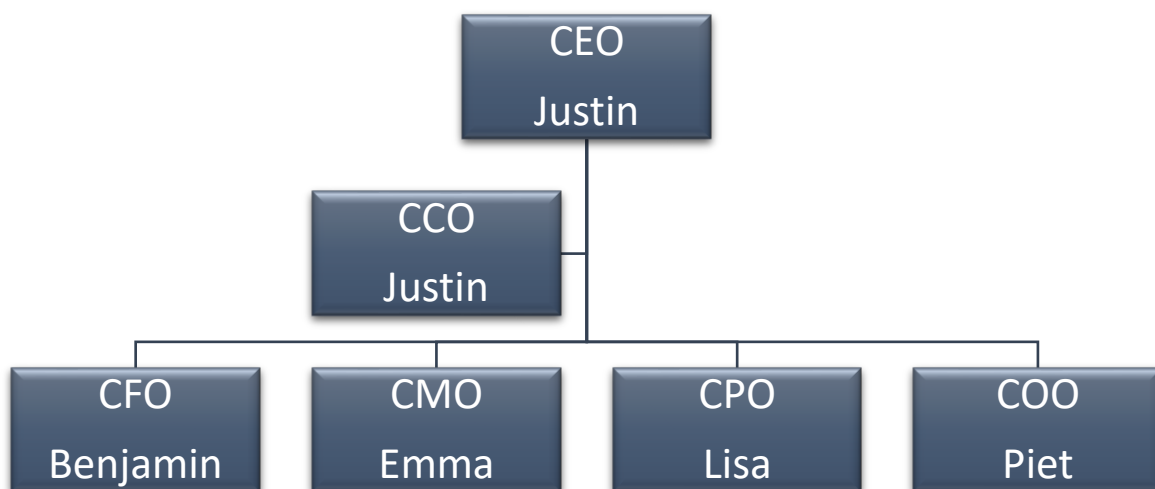 CEO
Justin
CCO
Justin
CFO
Benjamin
CMO
Emma
CPO
Lisa
COO
Piet